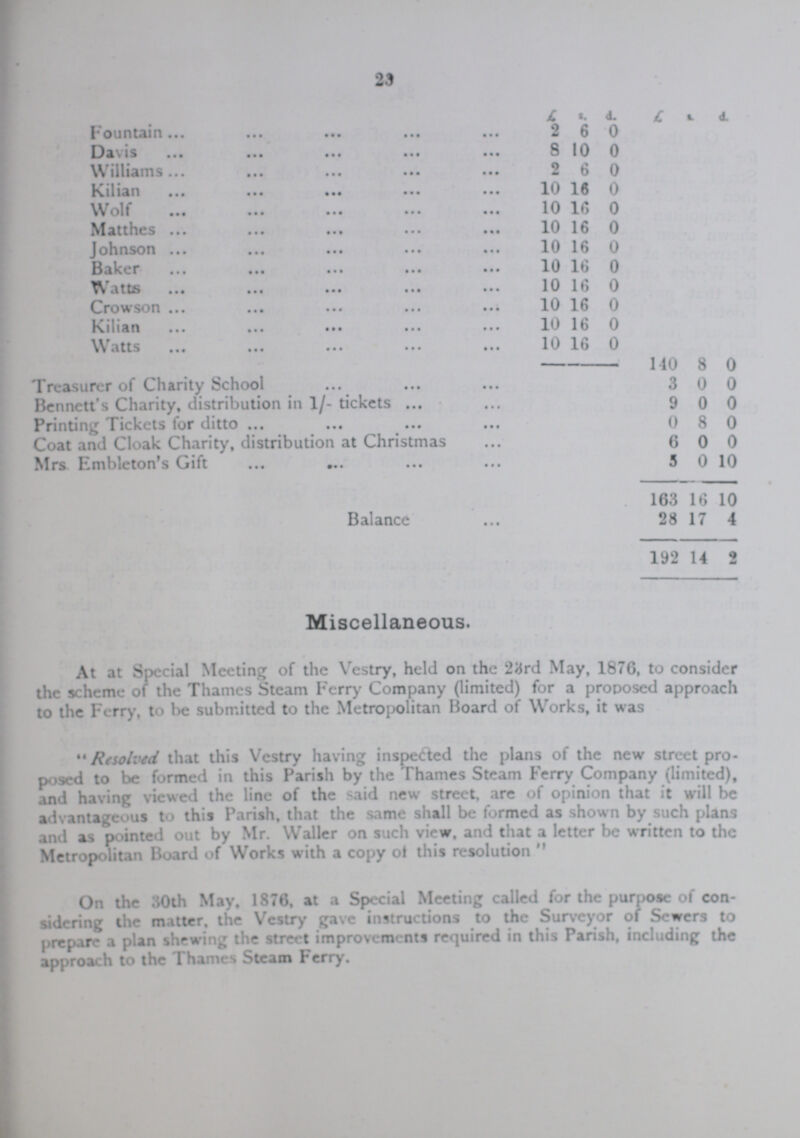 23
£ s. d. £ s. d.
Fountain ... ... ... ... ... 2 6 0
Davis ... ... ... ... ... 8 10 0
Williams ... ... ... ... ... 2 6 0
Kilian ... ... ... ... ... 10 16 0
Wolf ... ... ... ... ... 10 16 0
Matthes ... ... ... ... ... 10 16 0
Johnson ... ... ... ... ... 10 16 0
Baker ... ... ... ... ... 10 16 0
Watts ... ... ... ... ... 10 16 0
Crowson ... ... ... ... ... 10 16 0
Kilian ... ... ... ... ... 10 16 0
Watts ... ... ... ... ... 10 16 0
140 8 0
Treasurer of Charity School ... ... ... 3 0 0
Bennett's Charity, distribution in 1/- tickets ... ... 9 0 0
Printing Tickets for ditto ... ... ... ... 0 8 0
Coat and Cloak Charity, distribution at Christmas ... 6 0 0
Mrs. Embleton's Gift ... ... ... ... 5 0 10
163 16 10
Balance ... 28 17 4
192 14 2
Miscellaneous.
At at Special Meeting of the Vestry, held on the 23rd May, 1876, to consider
the scheme of the Thames Steam Ferry Company (limited) for a proposed approach
to the Ferry, to be submitted to the Metropolitan Board of Works, it was
"Resolved that this Vestry having inspected the plans of the new street pro-
posed to be formed in this Parish by the Thames Steam Ferry Company (limited),
and having viewed the line of the said new street, are of opinion that it will be
advantageous to this Parish, that the same shall be formed as shown by such plans
and as pointed out by Mr. Waller on such view, and that a letter be written to the
Metropolitan Board of Works with a copy of this resolution "
On the 30th May, 1876, at a Special Meeting called for the purpose of con-
sidering the matter, the Vestry gave instructions to the Surveyor of Sewers to
prepare a plan shewing the street improvements required in this Parish, including the
approach to the Thames Steam Ferry.